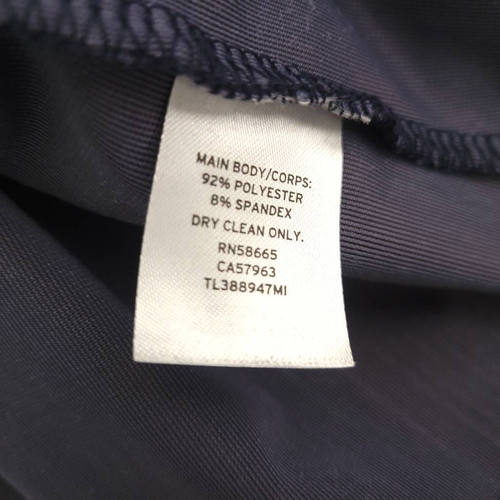 MAIN BODY/CORPS:
92% POLYESTER
8% SPANDEX
DRY CLEAN ONLY.
RN58665
CA57963
TL388947MI